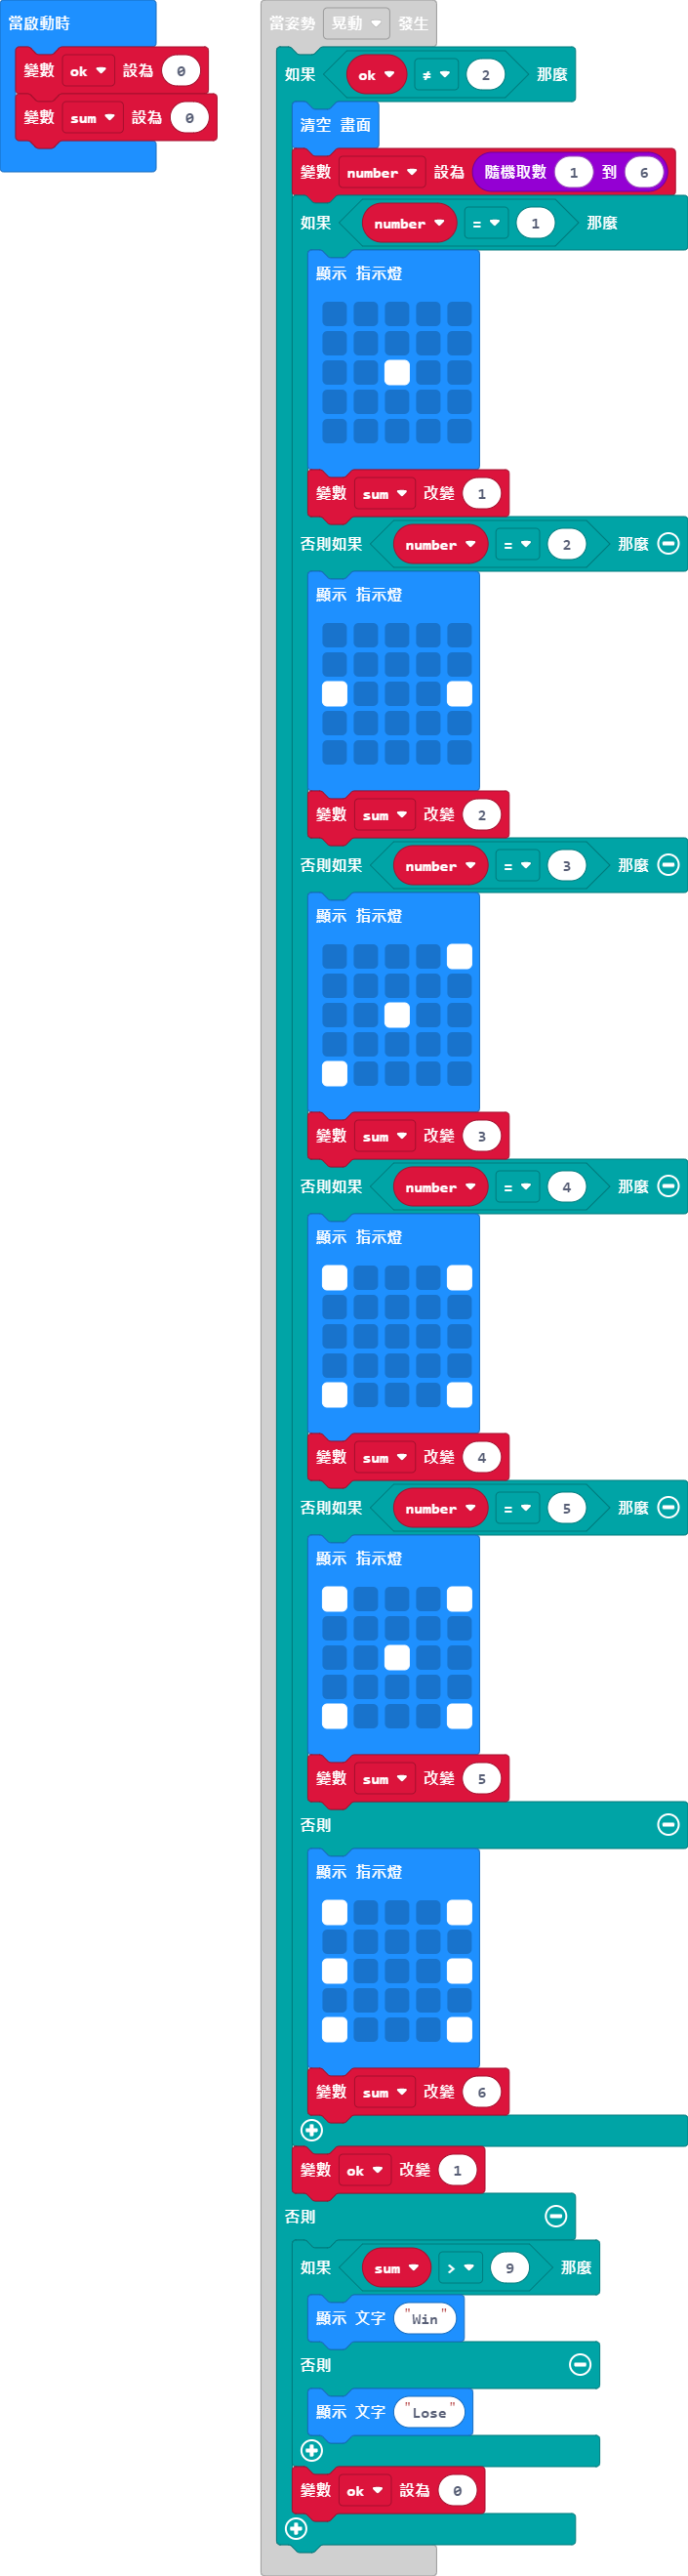 當啟動時
變數 ok 設為 0
變數 sum 設為 0
當姿勢 晃動 發生
如果 ok ≠ 2 那麼
清空 畫面
變數 number 設為 隨機取數 1 到 6
如果 number = 1 那麼
顯示 指示燈
變數 sum 改變 1
否則如果 number = 2 那麼
顯示 指示燈
變數 sum 改變 2
否則如果 number = 3 那麼
顯示 指示燈
變數 sum 改變 3
否則如果 number = 4 那麼
顯示 指示燈
變數 sum 改變 4
否則如果 number = 5 那麼
顯示 指示燈
變數 sum 改變 5
否則
顯示 指示燈
變數 sum 改變 6
變數 ok 改變 1
否則
如果 sum > 9 那麼
顯示 文字 "Win"
否則
顯示 文字 "Lose"
變數 ok 設為 0